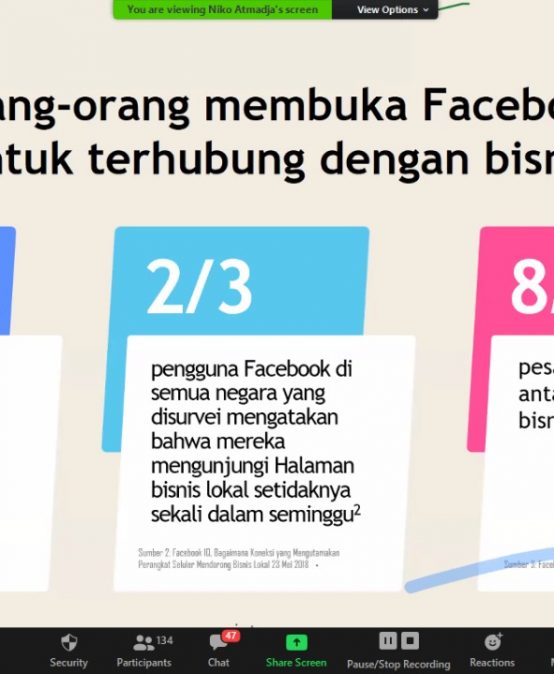 You are viewing Niko Atmadja's screen View Options
ang-orang membuka Facebo
ntuk terhubung dengan bisn
2/3
pengguna Facebook di
semua negara yang
disurvei mengatakan
bahwa mereka
mengunjungi Halaman
bisnis lokal setidaknya
sekali dalam seminggu²
Sumber 2. Facebook IQ, Bagaimana Koneksi yang Mengutamakan
Perangkat Seluler Mendorong Bisnis Lokal 23 Mei 2018
8/
pesa
anta
bisn
Sumber 3. Face
Security
134
Participants
47
Chat
Share Screen
Pause/Stop Recording
Reactions